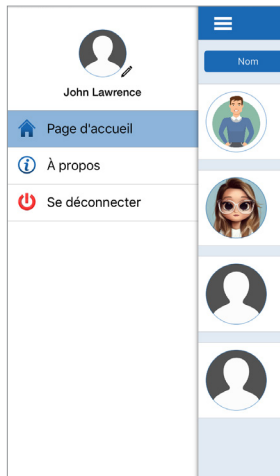 John Lawrence
Nom
Page d'accueil
À propos
Se déconnecter